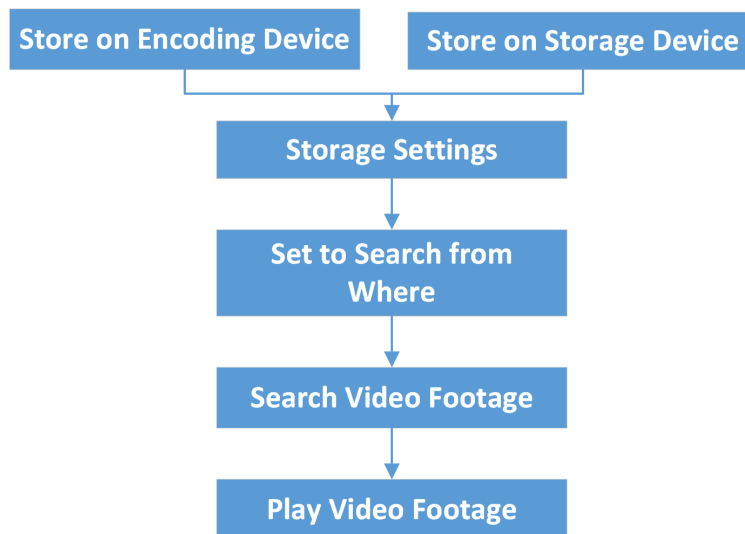 Store on Encoding Device
Store on Storage Device
Storage Settings
Set to Search from
Where
Search Video Footage
Play Video Footage